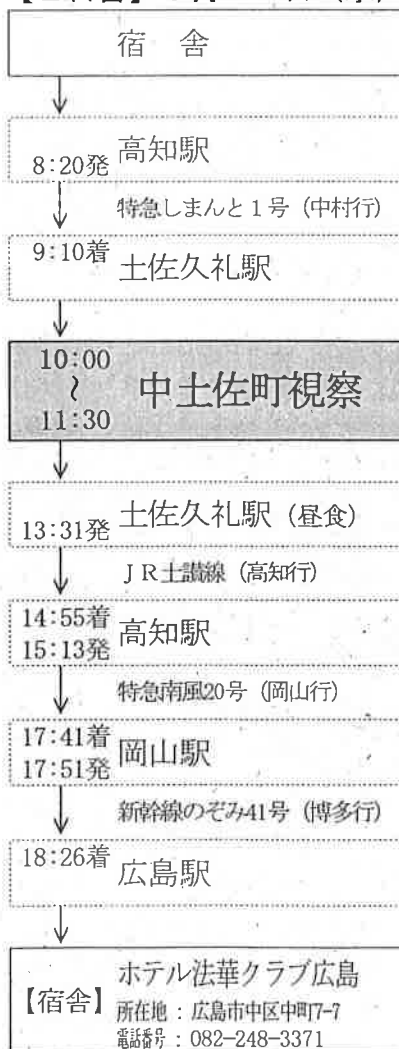 宿 舎
高知駅
8:20発
特急しまんと1号（中村行）
9:10着
土佐久礼駅
10:00
～
11:30
中土佐町視察
土佐久礼駅（昼食）
13:31発
ＪＲ土讃線（高知行）
14:55着
15:13発
高知駅
特急南風20号（岡山行）
17:41着
17:51発
岡山駅
新幹線のぞみ41号（博多行）
18:26着
広島駅
【宿舎】
ホテル法華クラブ広島
所在地：広島市中区中町7-7
電話番号：082-248-3371